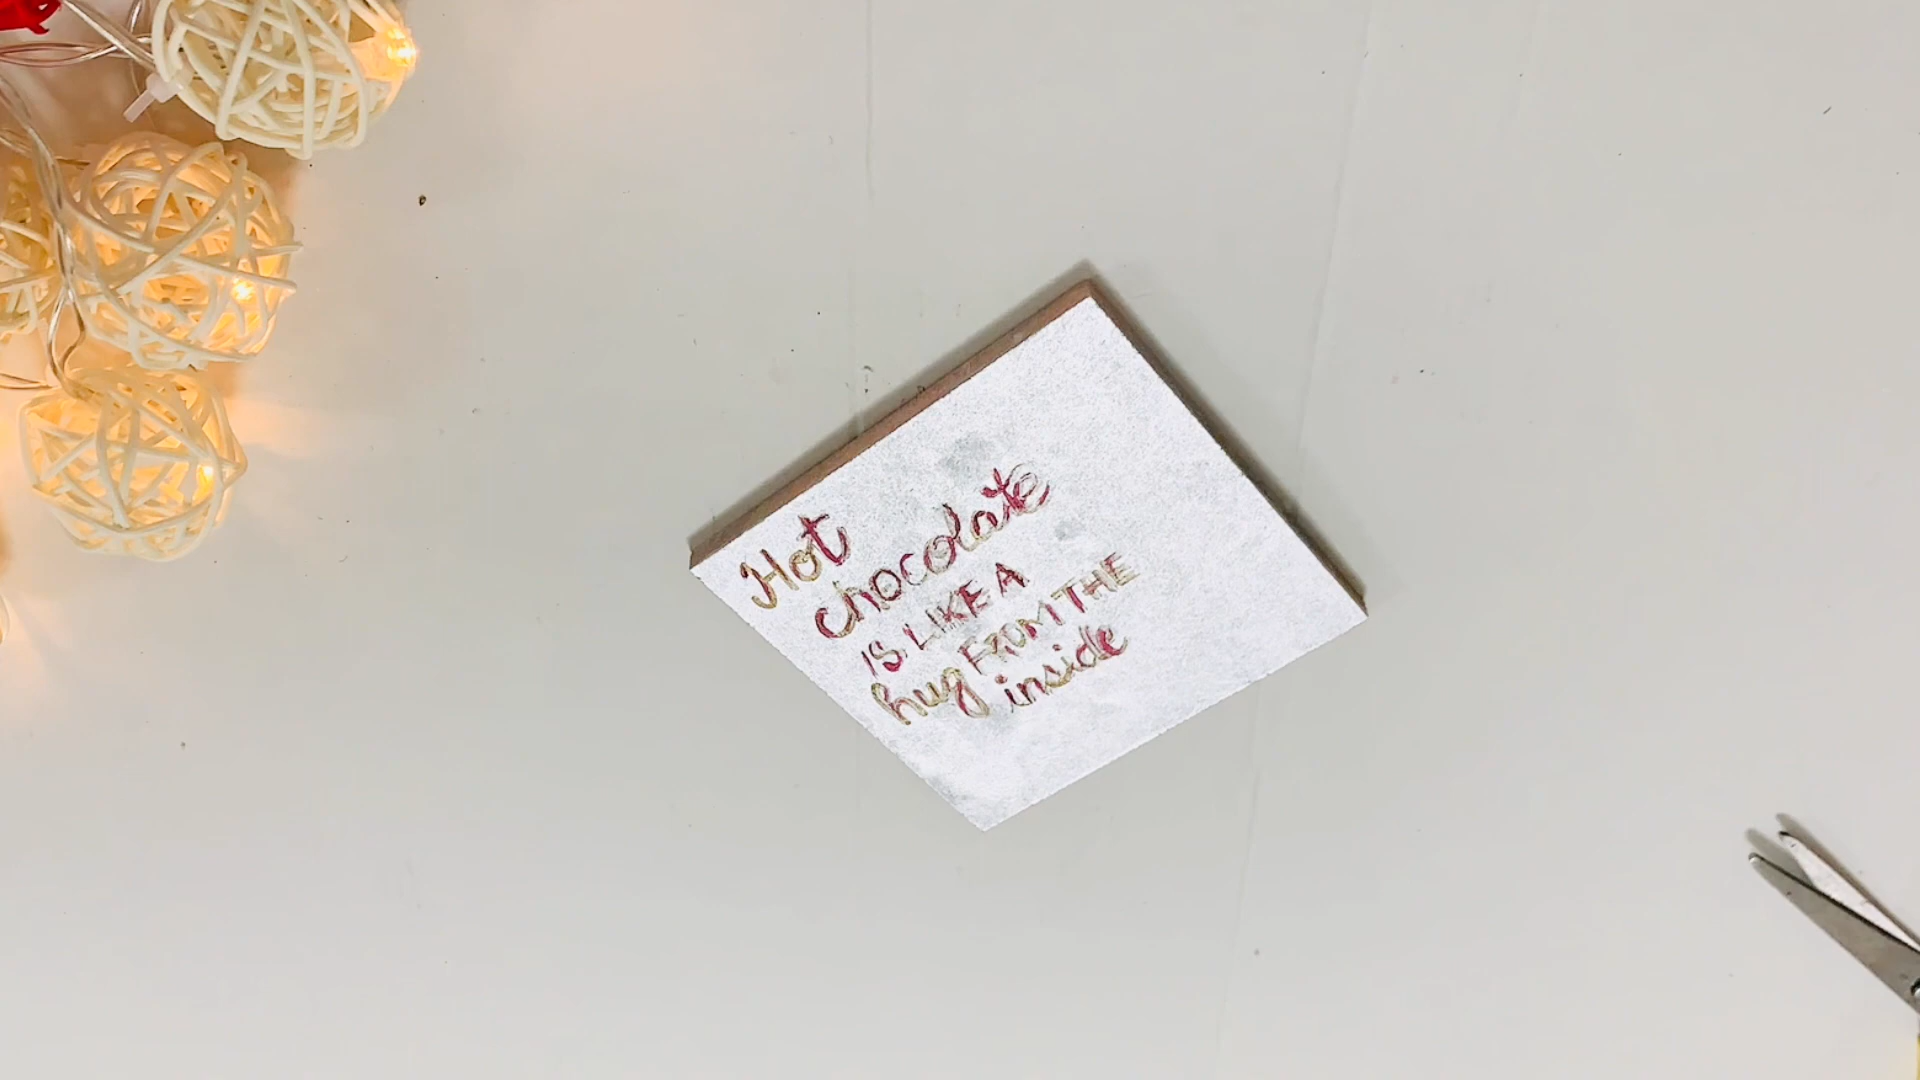 Hot
chocolate
IS LIKE A
hug FROM THE
inside